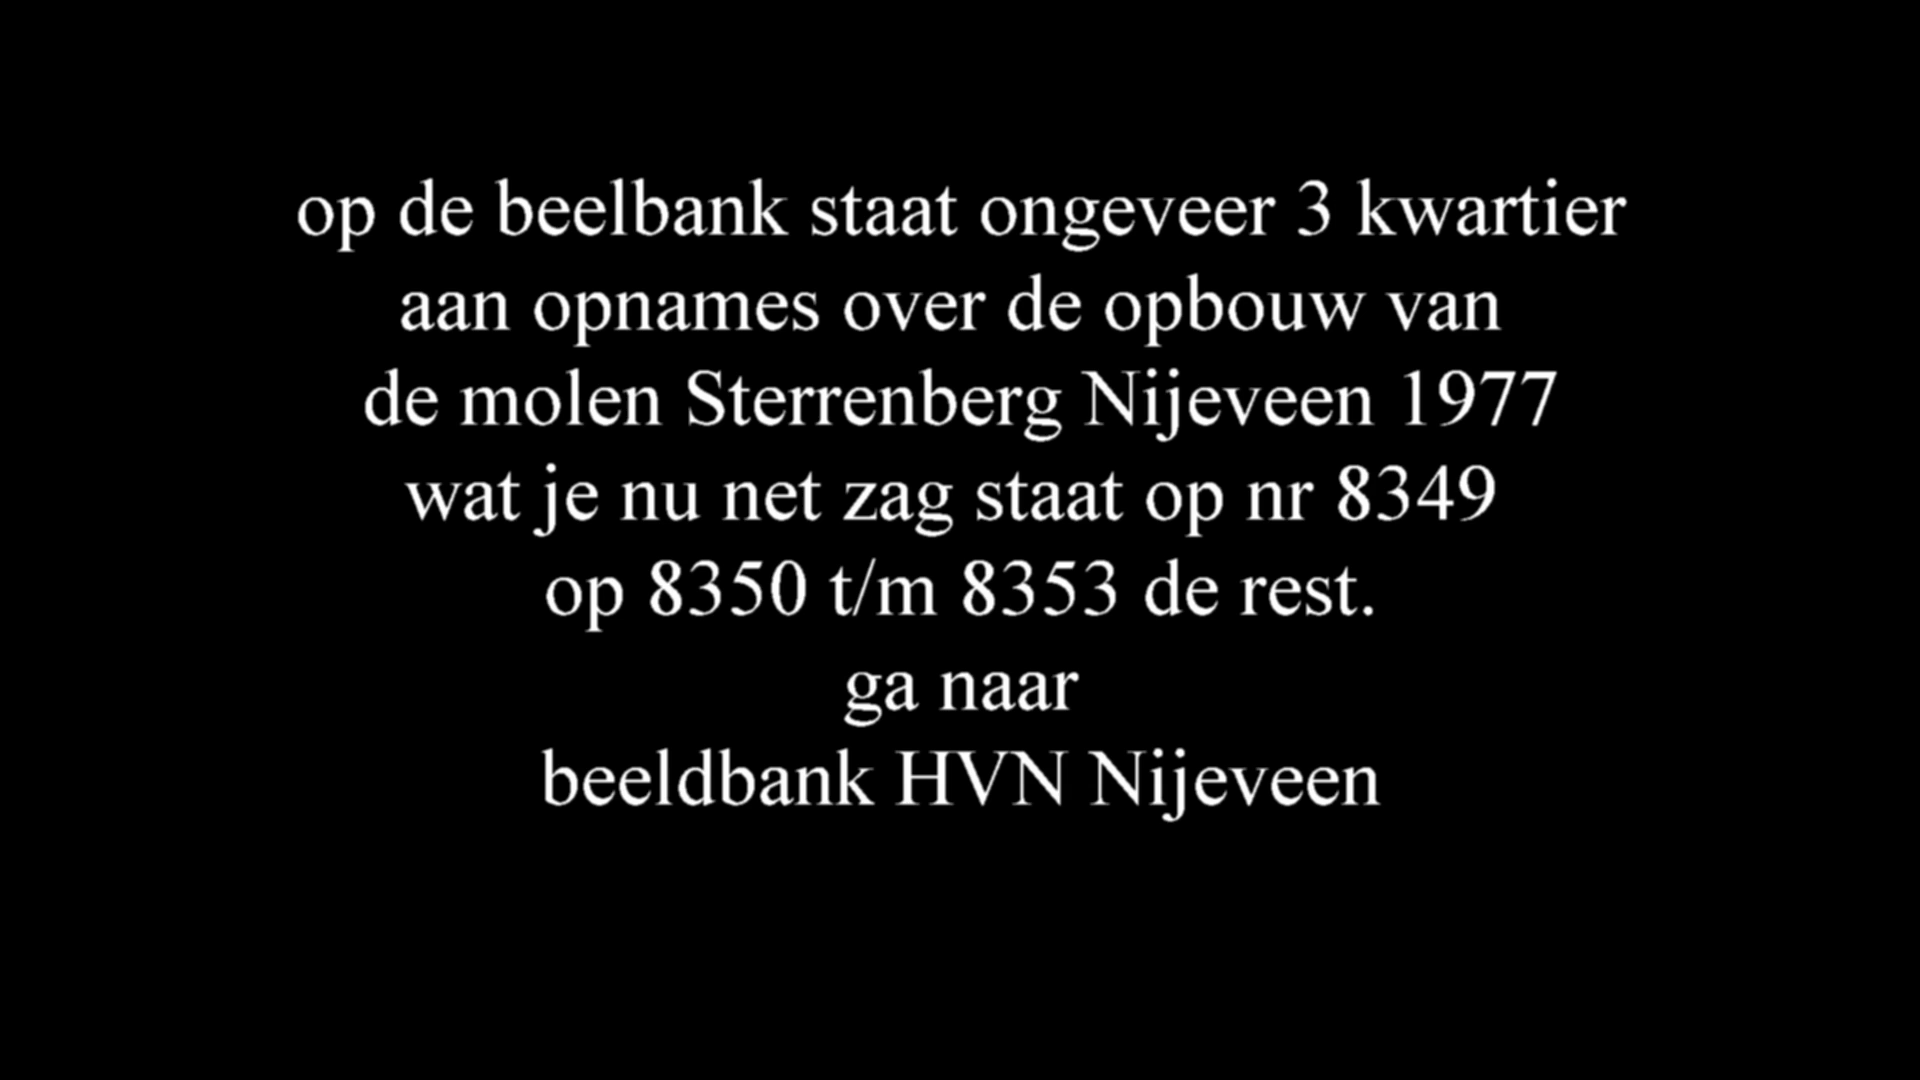 op de beelbank staat ongeveer 3 kwartier
aan opnames over de opbouw van
de molen Sterrenberg Nijeveen 1977
wat je nu net zag staat op nr 8349
op 8350 t/m 8353 de rest.
ga naar
beeldbank HVN Nijeveen